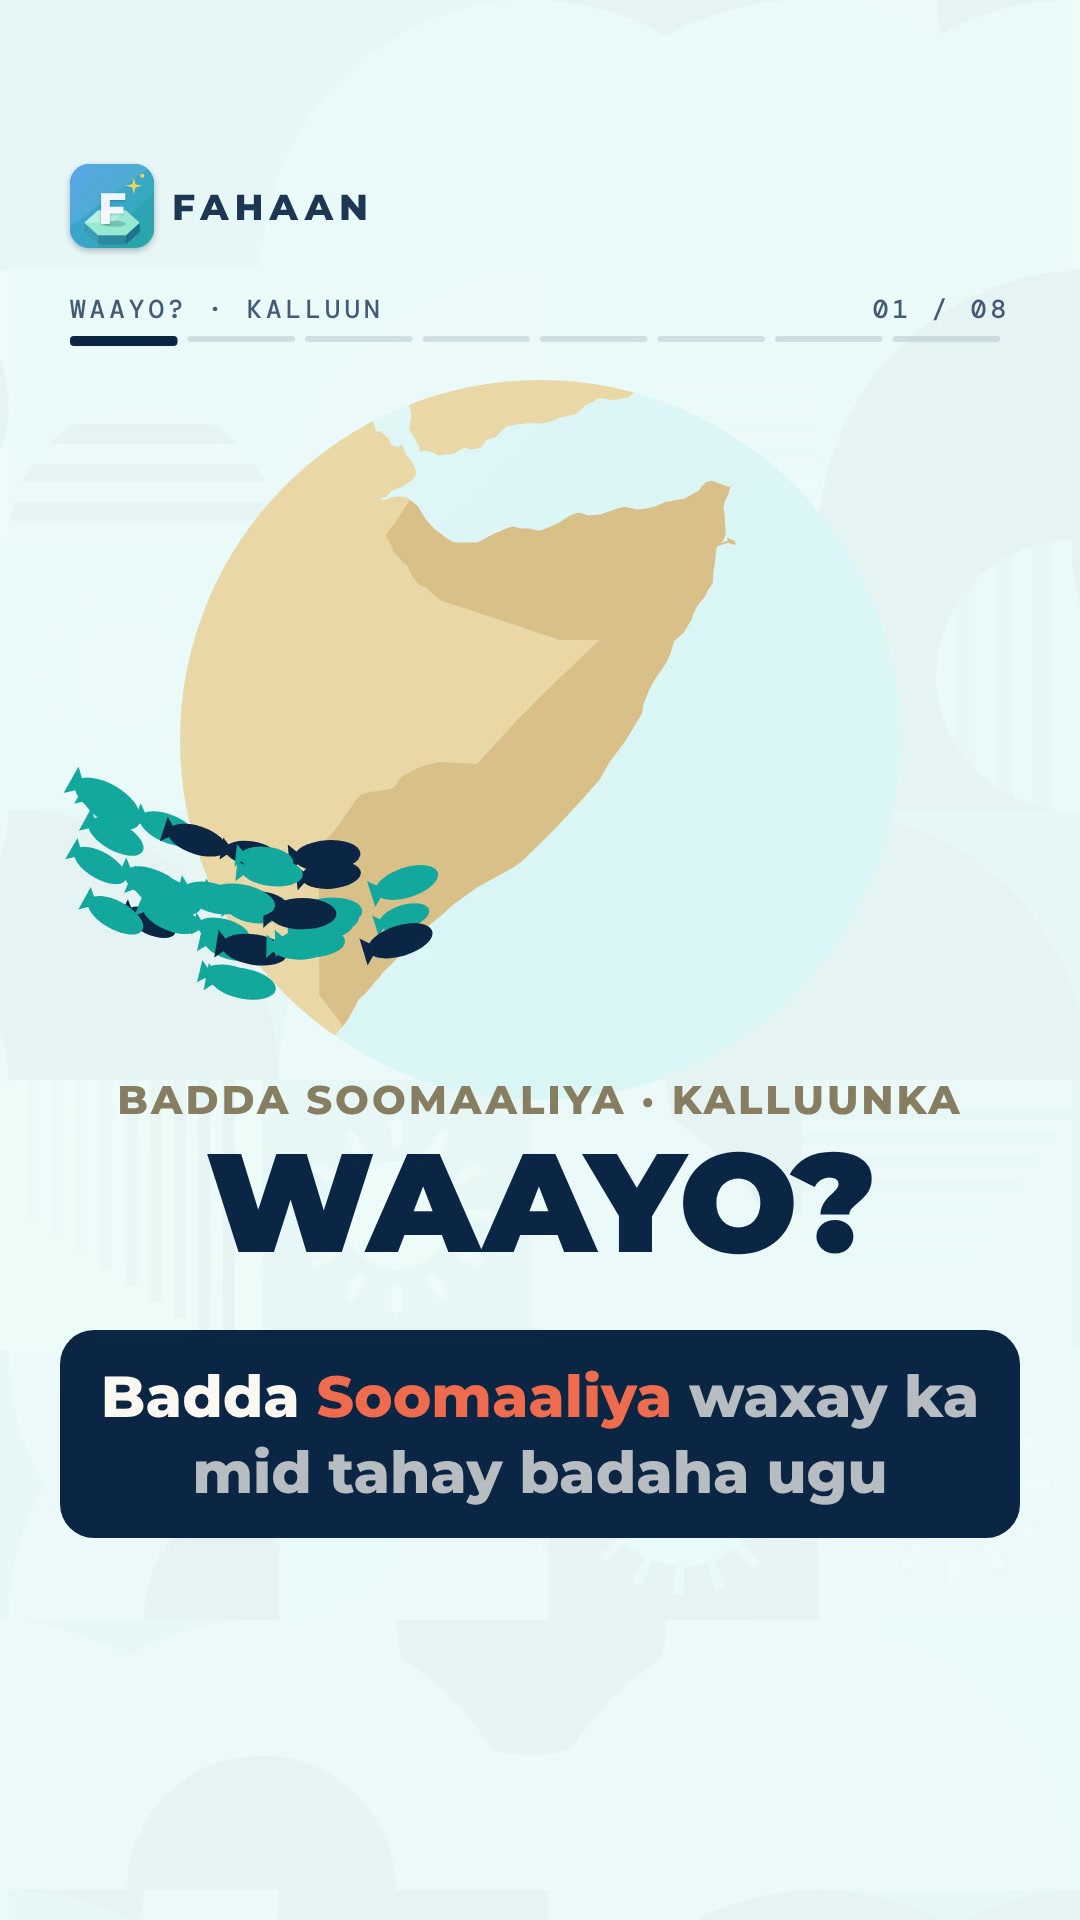 F
FAHAAN
WAAYO? · KALLUUN
01 / 08
BADDA SOOMAALIYA · KALLUUNKA
WAAYO?
Badda Soomaaliya waxay ka
mid tahay badaha ugu